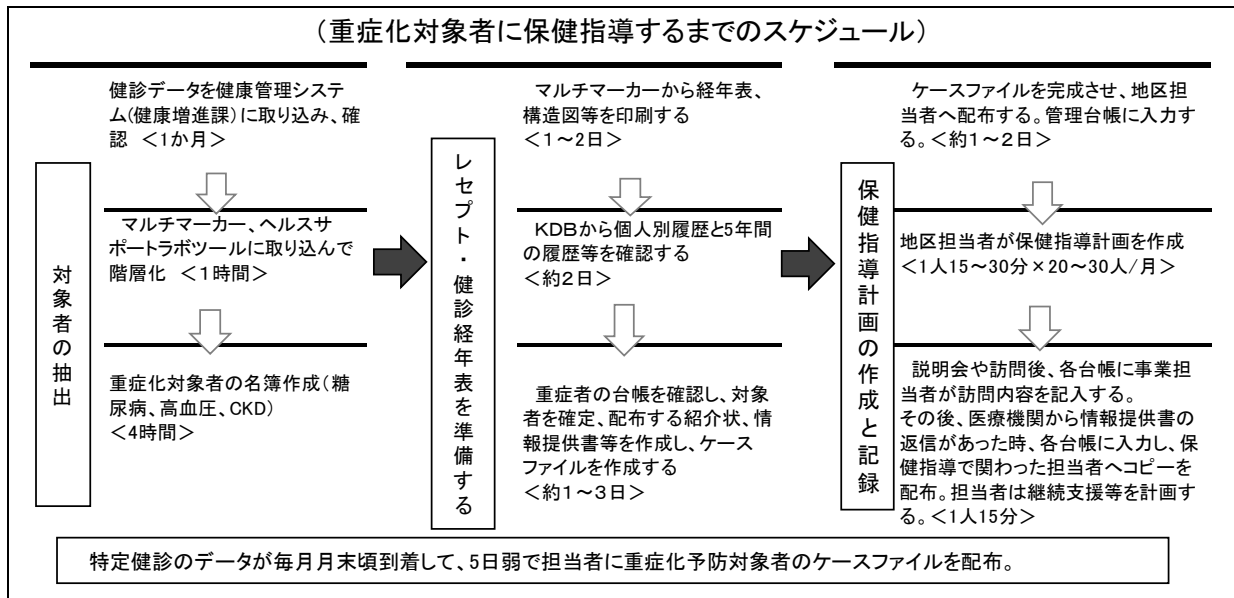 (重症化対象者に保健指導するまでのスケジュール)
対象者の抽出
健診データを健康管理システ
ム(健康増進課)に取り込み、確
認 <1か月>
マルチマーカー、ヘルスサ
ポートラボツールに取り込んで
階層化 <1時間>
重症化対象者の名簿作成(糖
尿病、高血圧、CKD)
<4時間>
レセプト・健診経年表を準備する
マルチマーカーから経年表、
構造図等を印刷する
<1~2日>
KDBから個人別履歴と5年間
の履歴等を確認する
<約2日>
重症者の台帳を確認し、対象
者を確定、配布する紹介状、情
報提供書等を作成し、ケース
ファイルを作成する
<約1~3日>
保健指導計画の作成と記録
ケースファイルを完成させ、地区担
当者へ配布する。管理台帳に入力す
る。<約1~2日>
地区担当者が保健指導計画を作成
<1人15~30分×20~30人/月>
説明会や訪問後、各台帳に事業担
当者が訪問内容を記入する。
その後、医療機関から情報提供書の
返信があった時、各台帳に入力し、保
健指導で関わった担当者へコピーを
配布。担当者は継続支援等を計画す
る。<1人15分>
特定健診のデータが毎月月末頃到着して、5日弱で担当者に重症化予防対象者のケースファイルを配布。